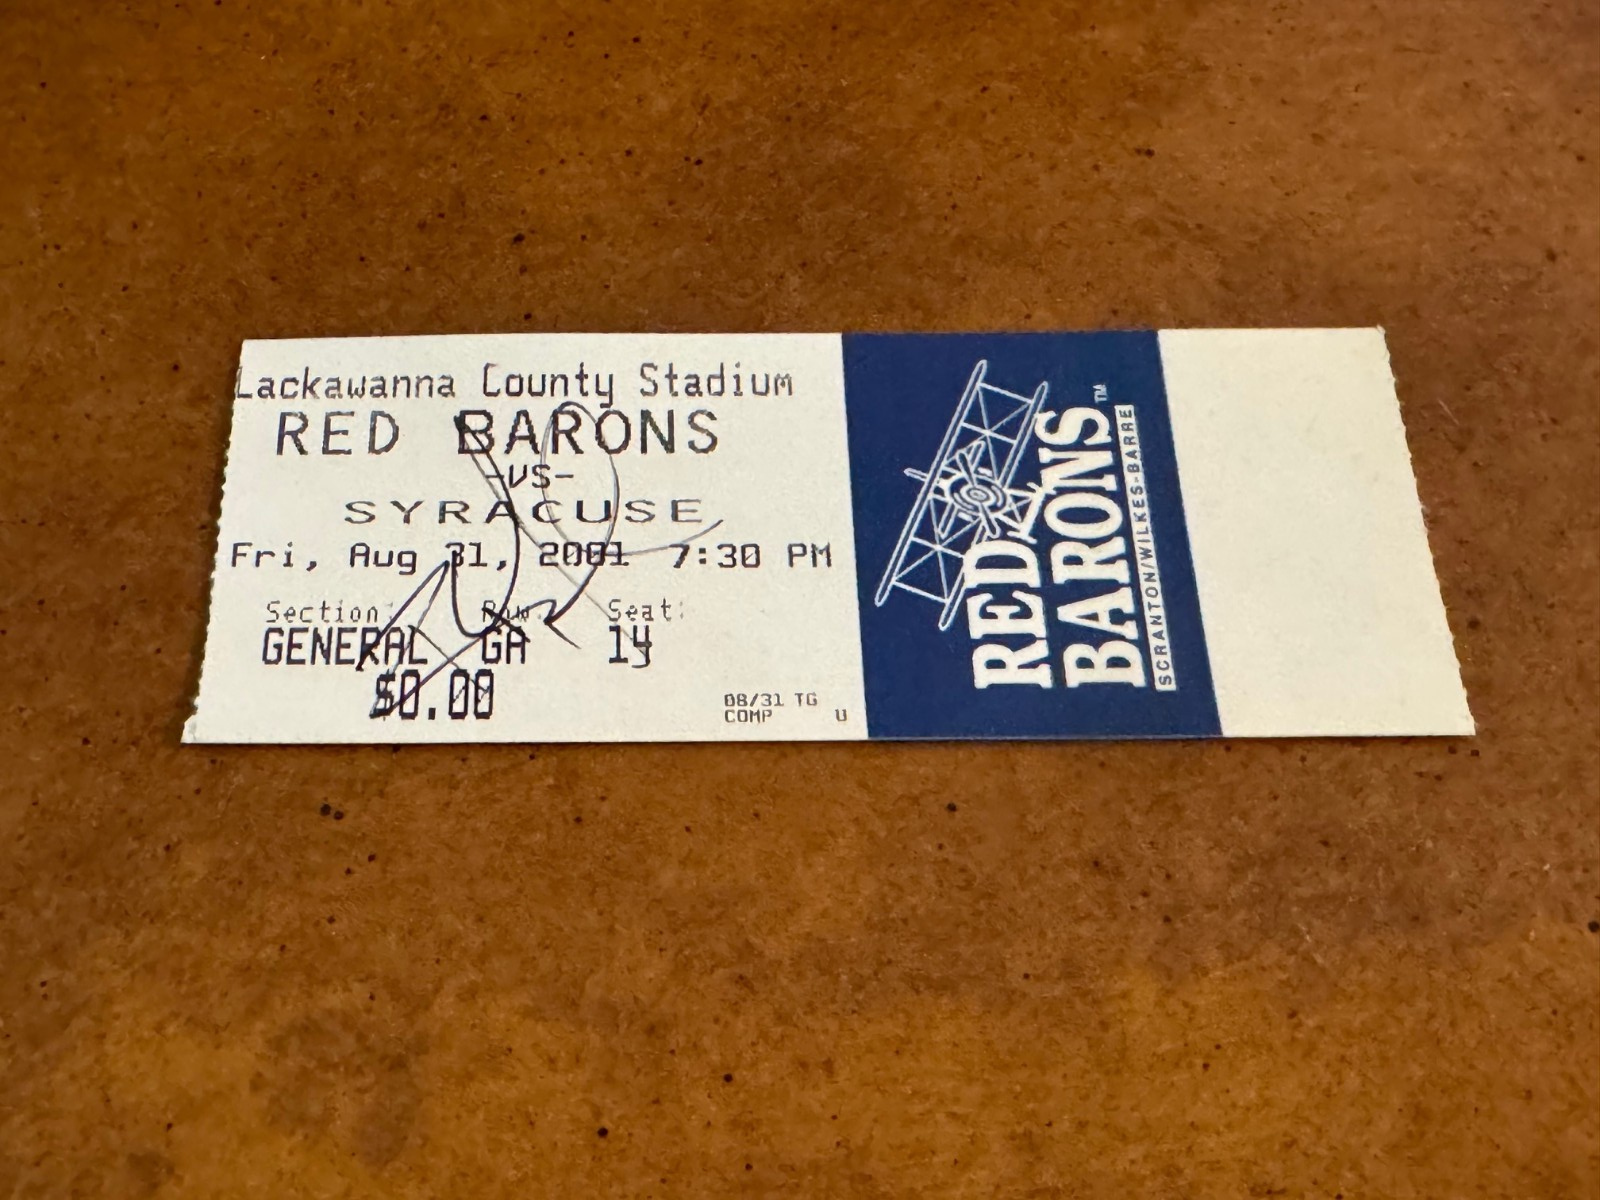 Lackawanna County Stadium
RED BARONS
-VS-
SYRACUSE
Fri, Aug 31, 2001 7:30 PM
Section: Row: Seat:
GENERAL GA 14
$0.00
08/31 TG
COMP U
RED
BARONS™
SCRANTON/WILKES-BARRE